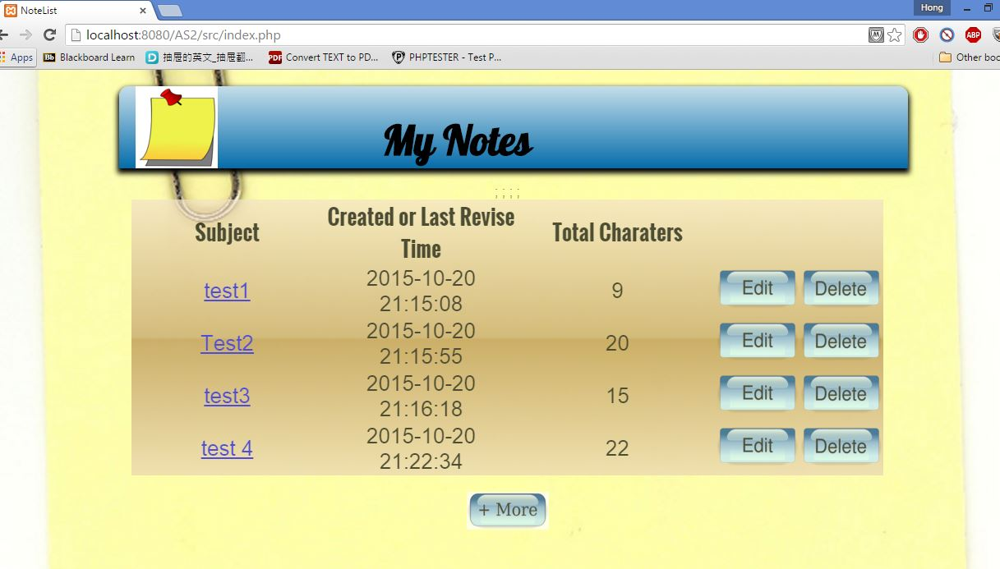 NoteList
Hong
localhost:8080/AS2/src/index.php
ABP
Apps Bb Blackboard Learn D 抽屉的英文_抽屉翻... PDF Convert TEXT to PD... P PHPTESTER - Test P... Other boo
My Notes
; ; ; ;
Subject Created or Last Revise Time Total Charaters
test1 2015-10-20 21:15:08 9 Edit Delete
Test2 2015-10-20 21:15:55 20 Edit Delete
test3 2015-10-20 21:16:18 15 Edit Delete
test 4 2015-10-20 21:22:34 22 Edit Delete
+ More